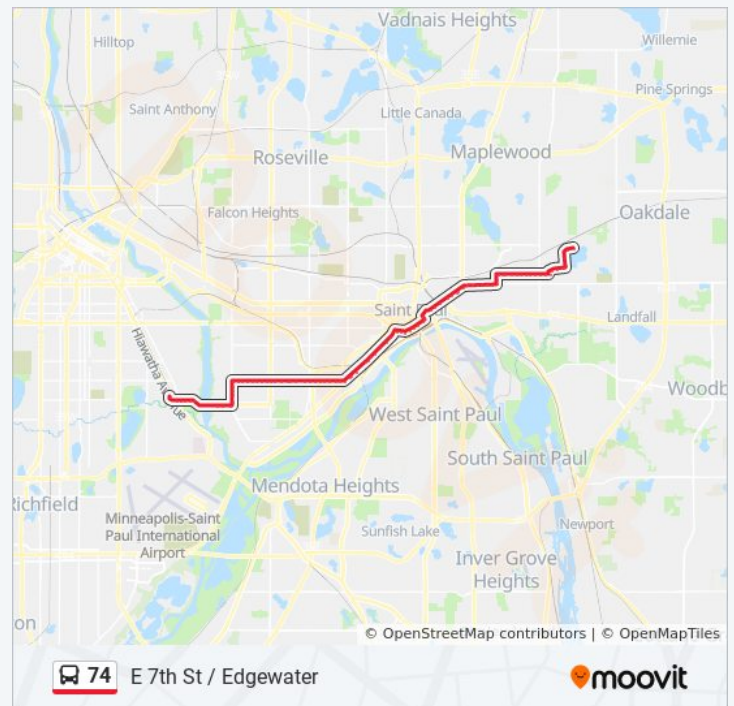 Vadnais Heights
Hilltop
Willernie
35W
Pine Springs
Saint Anthony
Little Canada
Maplewood
Roseville
Falcon Heights
Oakdale
Saint Paul
Landfall
Hiawatha Avenue
Woodb
West Saint Paul
South Saint Paul
Richfield
Mendota Heights
Minneapolis-Saint
Paul International
Airport
Sunfish Lake
Newport
Inver Grove
Heights
on
© OpenStreetMap contributors | © OpenMapTiles
74 E 7th St / Edgewater
moovit